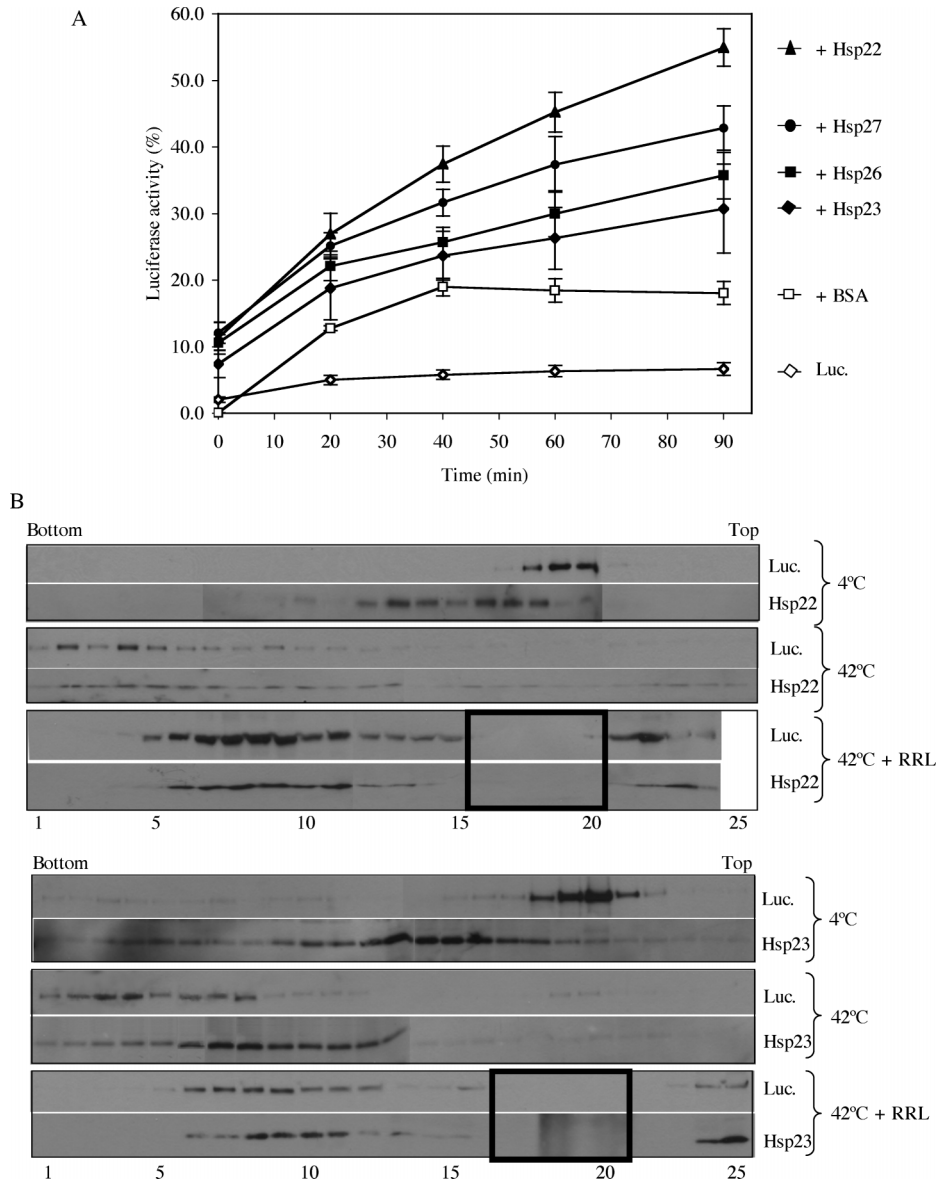 A
60.0
50.0
40.0
30.0
20.0
10.0
0.0
Luciferase activity (%)
0 10 20 30 40 50 60 70 80 90
Time (min)
+ Hsp22
+ Hsp27
+ Hsp26
+ Hsp23
+ BSA
Luc.
B
Bottom Top
Luc.
Hsp22
4ºC
Luc.
Hsp22
42ºC
Luc.
Hsp22
42ºC + RRL
1 5 10 15 20 25
Bottom Top
Luc.
Hsp23
4ºC
Luc.
Hsp23
42ºC
Luc.
Hsp23
42ºC + RRL
1 5 10 15 20 25